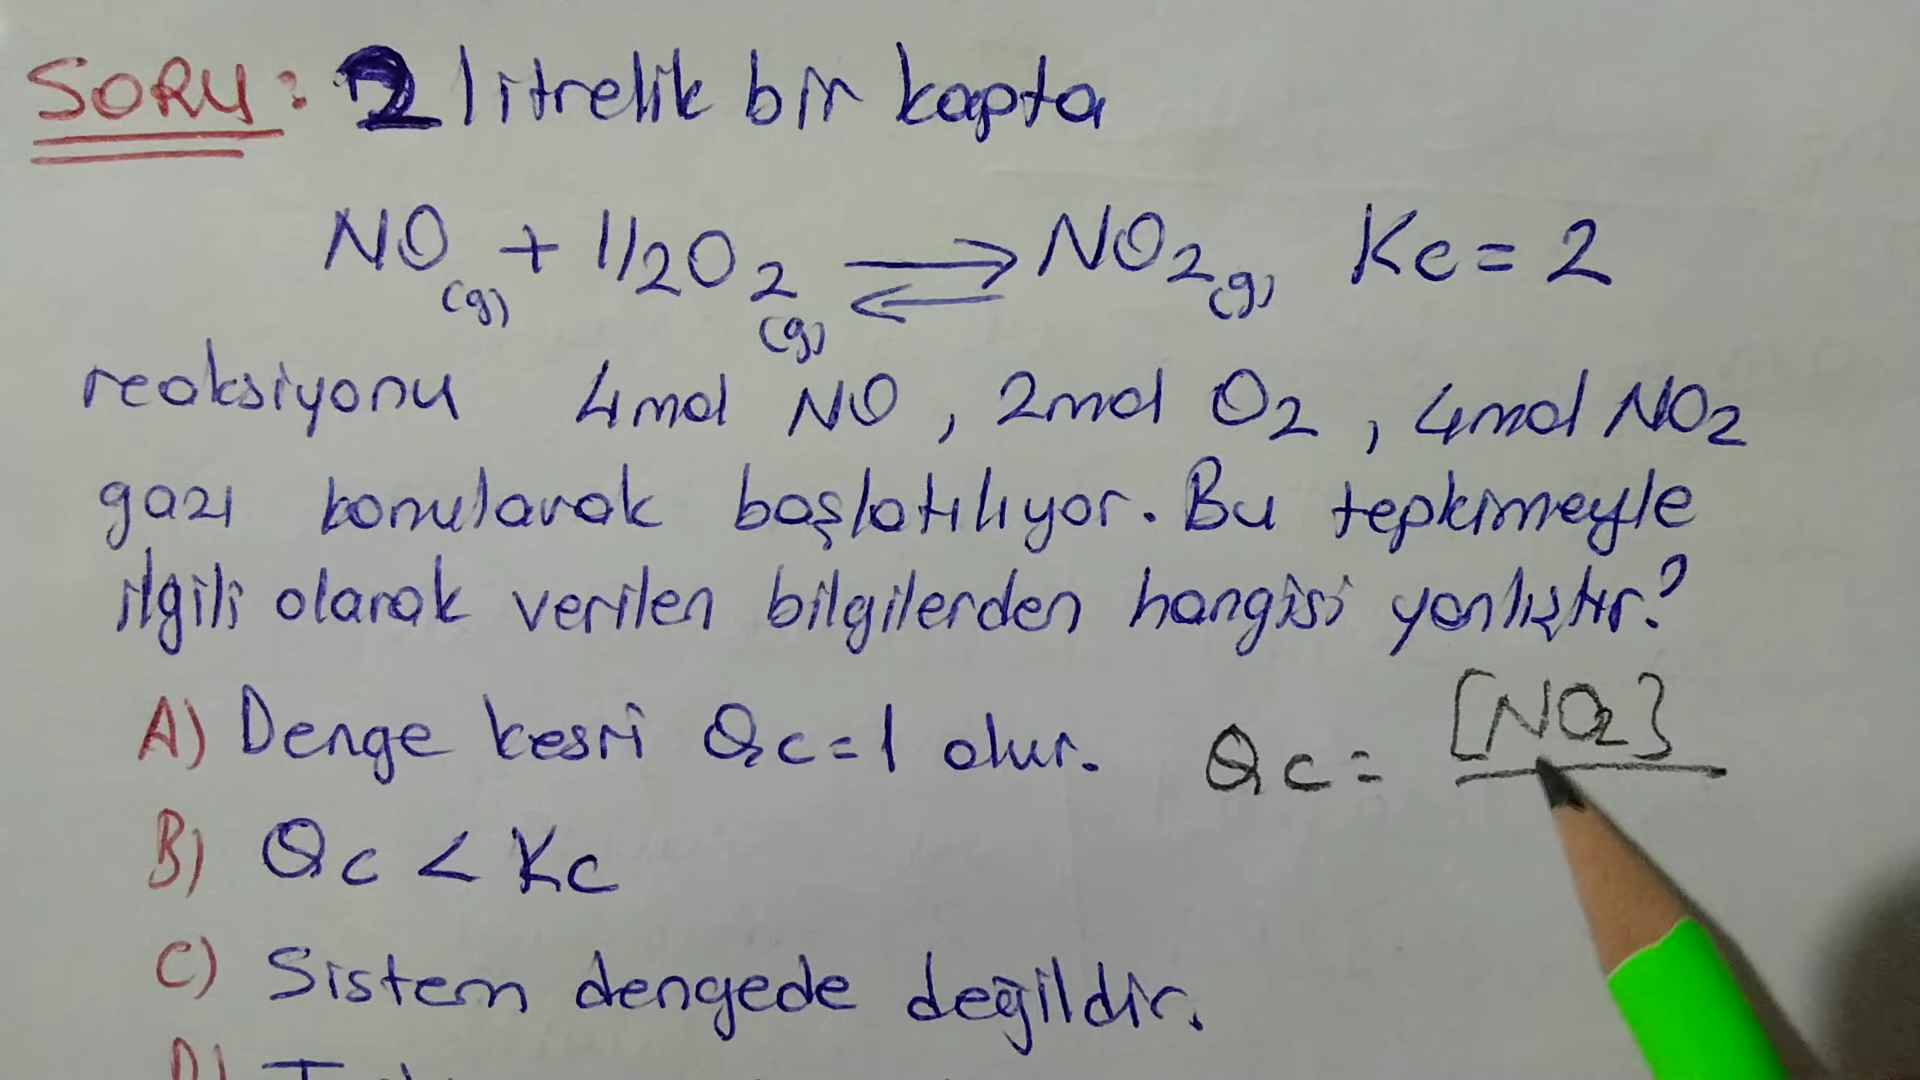 SORU: 2 litrelik bir kapta
NO(g) + 1/2O2(g) ⇌ NO2(g) Kc = 2
reaksiyonu 4mol NO, 2mol O2, 4mol NO2
gazı konularak başlatılıyor. Bu tepkimeyle
ilgili olarak verilen bilgilerden hangisi yanlıştır?
A) Denge kesri Qc=1 olur. Qc = [NO2]
B) Qc < Kc
C) Sistem dengede değildir.